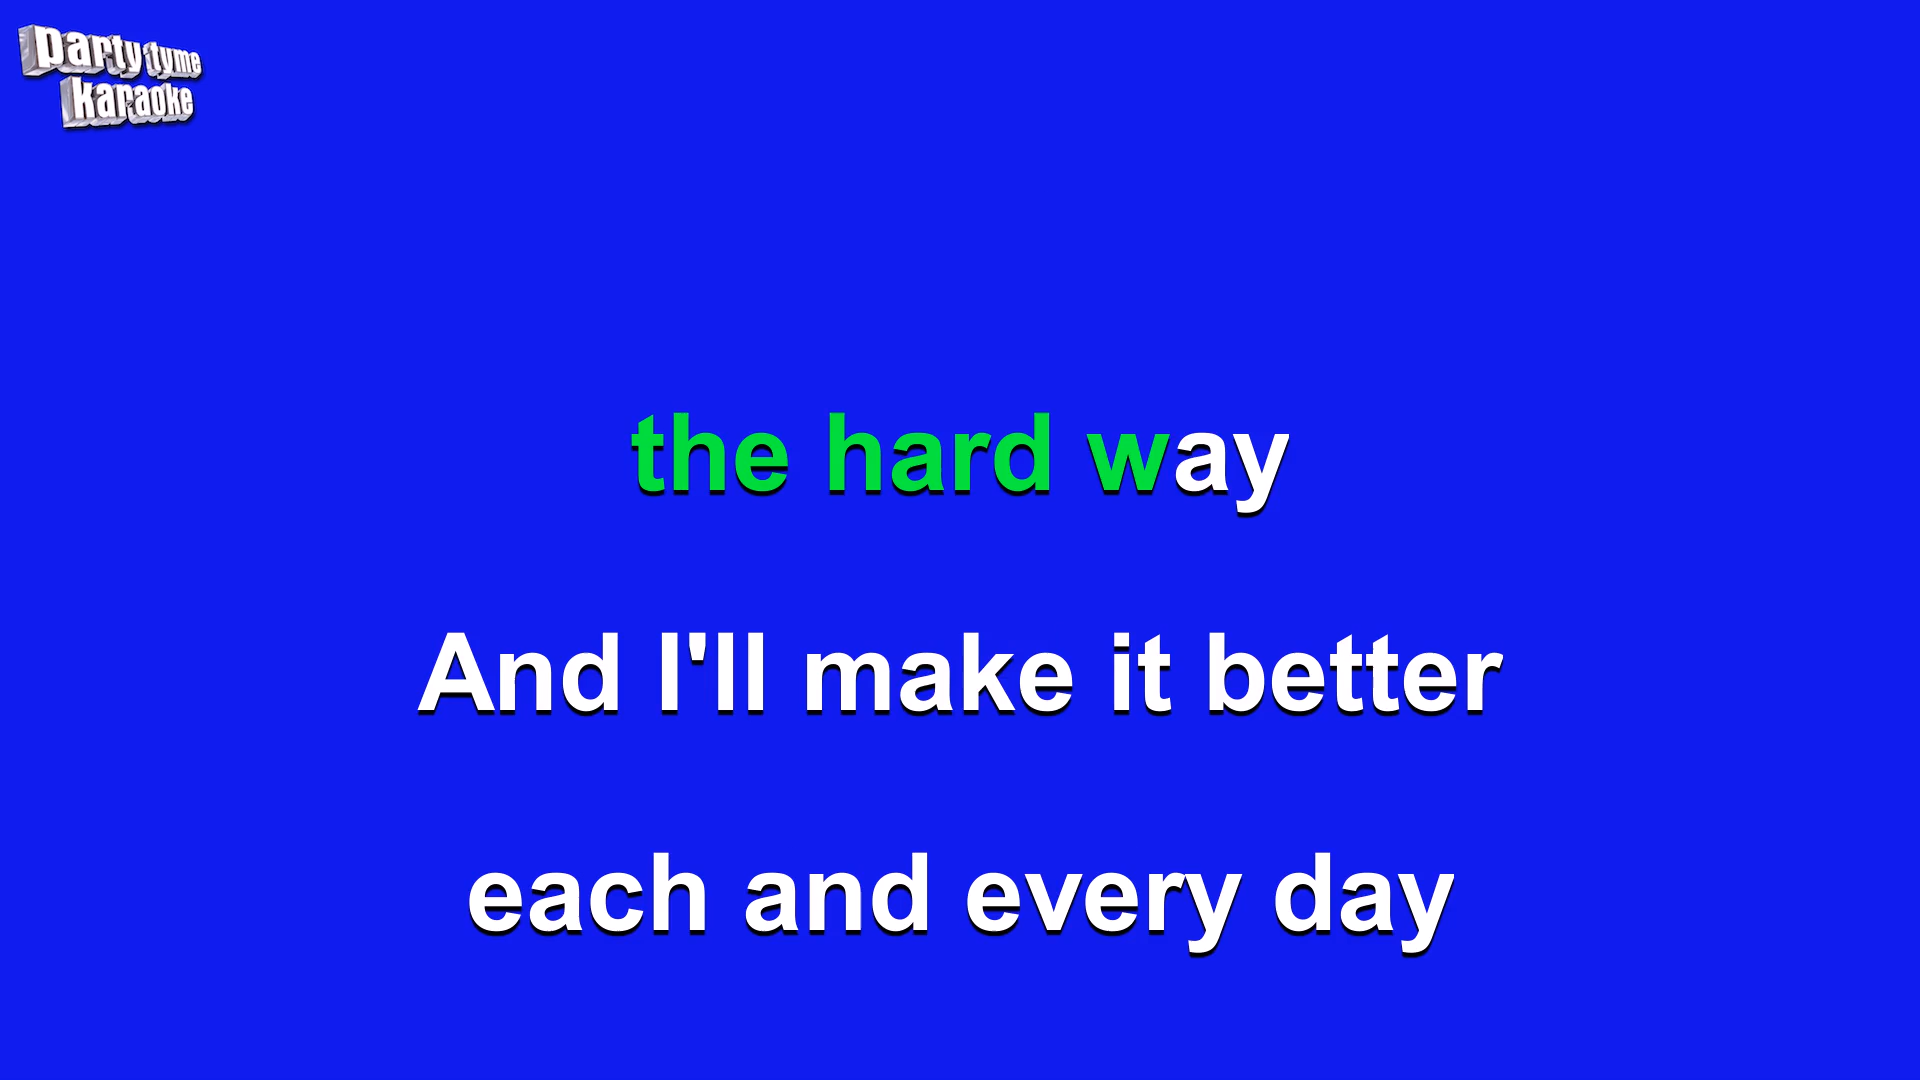 party tyme
karaoke
the hard way
And I'll make it better
each and every day